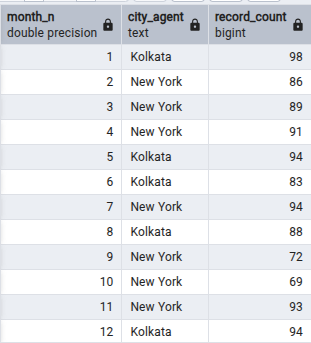 month_n city_agent record_count
double precision text bigint
1 Kolkata 98
2 New York 86
3 New York 89
4 New York 91
5 Kolkata 94
6 Kolkata 83
7 New York 94
8 Kolkata 88
9 New York 72
10 New York 69
11 New York 93
12 Kolkata 94